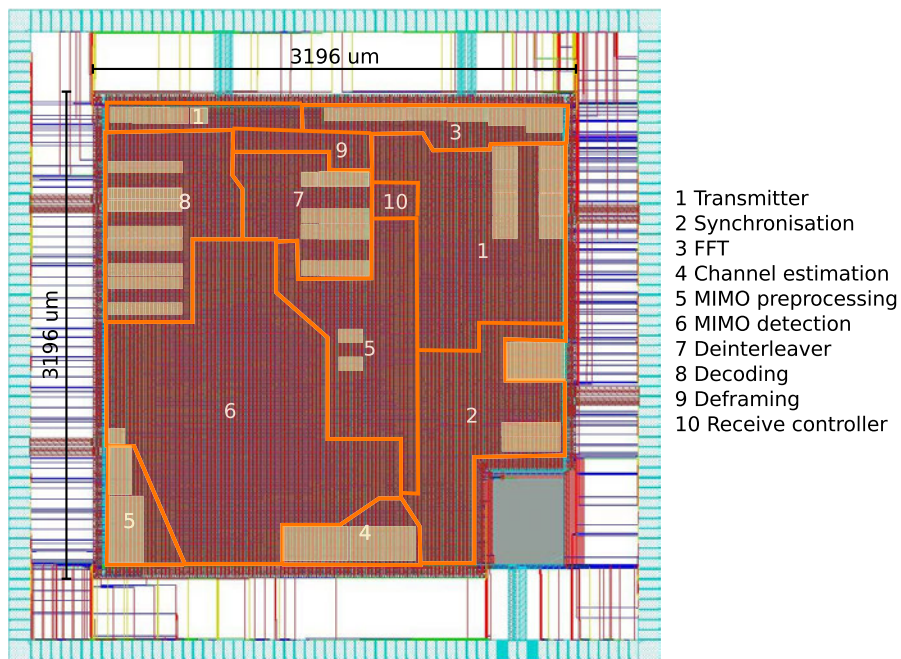 3196 um
3196 um
1
3
9
8
7
10
1
5
6
2
5
4
1 Transmitter
2 Synchronisation
3 FFT
4 Channel estimation
5 MIMO preprocessing
6 MIMO detection
7 Deinterleaver
8 Decoding
9 Deframing
10 Receive controller